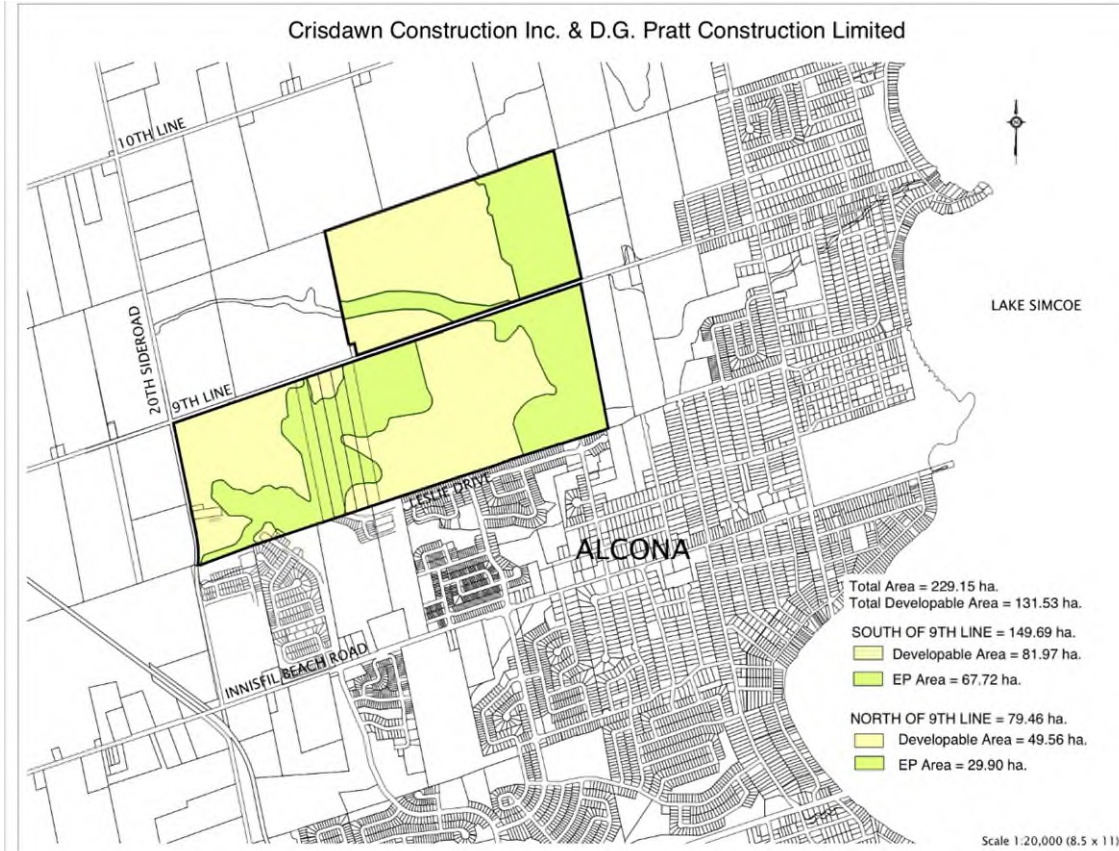 Crisdawn Construction Inc. & D.G. Pratt Construction Limited
10TH LINE
20TH SIDEROAD
9TH LINE
LAKE SIMCOE
LESLIE DRIVE
ALCONA
INNISFIL BEACH ROAD
Total Area = 229.15 ha.
Total Developable Area = 131.53 ha.
SOUTH OF 9TH LINE = 149.69 ha.
Developable Area = 81.97 ha.
EP Area = 67.72 ha.
NORTH OF 9TH LINE = 79.46 ha.
Developable Area = 49.56 ha.
EP Area = 29.90 ha.
Scale 1:20,000 (8.5 x 11)